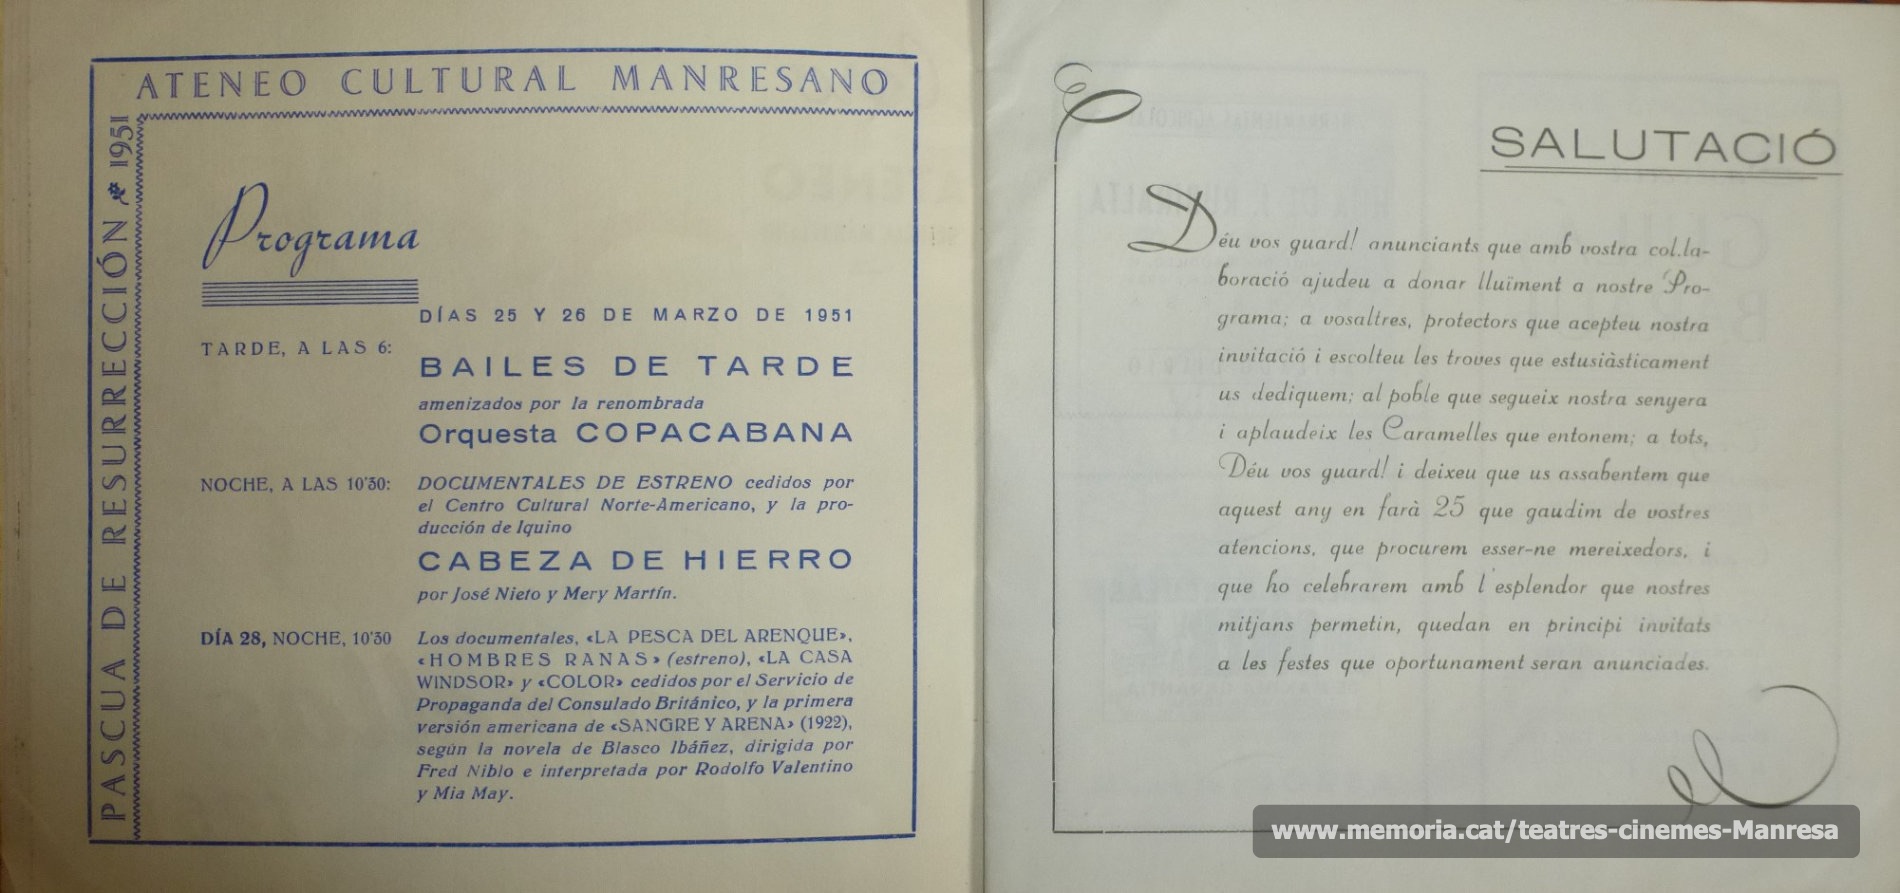 ATENEO CULTURAL MANRESANO
PASCUA DE RESURRECCIÓN 1951
Programa
DÍAS 25 Y 26 DE MARZO DE 1951
TARDE, A LAS 6:
BAILES DE TARDE
amenizados por la renombrada
Orquesta COPACABANA
NOCHE, A LAS 10'30:
DOCUMENTALES DE ESTRENO cedidos por
el Centro Cultural Norte-Americano, y la pro-
ducción de Iquino
CABEZA DE HIERRO
por José Nieto y Mery Martín.
DÍA 28, NOCHE, 10'30
Los documentales, «LA PESCA DEL ARENQUE»,
«HOMBRES RANAS» (estreno), «LA CASA
WINDSOR» y «COLOR» cedidos por el Servicio de
Propaganda del Consulado Británico, y la primera
versión americana de «SANGRE Y ARENA» (1922),
según la novela de Blasco Ibáñez, dirigida por
Fred Niblo e interpretada por Rodolfo Valentino
y Mia May.
SALUTACIÓ
Déu vos guard! anunciants que amb vostra col.la-
boració ajudeu a donar lluïment a nostre Pro-
grama; a vosaltres, protectors que accepteu nostra
invitació i escolteu les troves que estusiàsticament
us dediquem; al poble que segueix nostra senyera
i aplaudeix les Caramelles que entonem; a tots,
Déu vos guard! i deixeu que us assabentem que
aquest any en farà 25 que gaudim de vostres
atencions, que procurem esser-ne mereixedors, i
que ho celebrarem amb l'esplendor que nostres
mitjans permetin, quedan en principi invitats
a les festes que oportunament seran anunciades.
www.memoria.cat/teatres-cinemes-Manresa